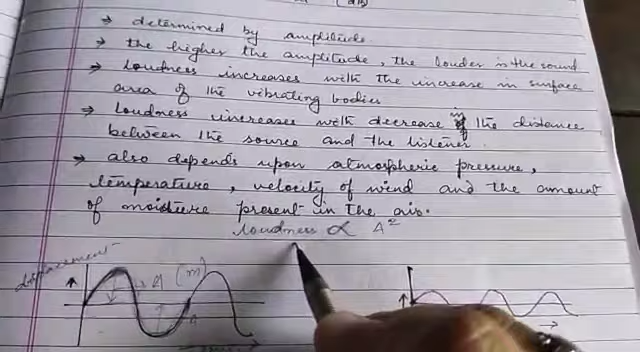 (dB)
→ determined by amplitude
→ the higher the amplitude, the louder is the sound
→ loudness increases with the increase in surface
area of the vibrating bodies
→ loudness increases with decrease in the distance
between the source and the listener.
→ also depends upon atmospheric pressure,
temperature, velocity of wind and the amount
of moisture present in the air.
loudness ∝ A²
displacement
A (m)